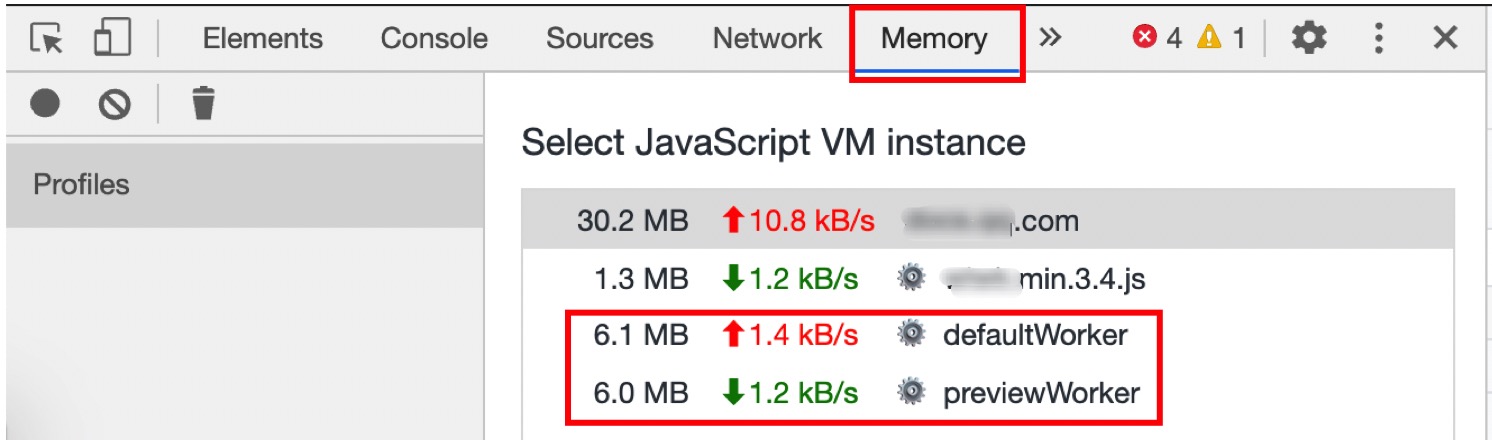 Elements Console Sources Network Memory » 4 1
Profiles
Select JavaScript VM instance
30.2 MB 10.8 kB/s .com
1.3 MB 1.2 kB/s min.3.4.js
6.1 MB 1.4 kB/s defaultWorker
6.0 MB 1.2 kB/s previewWorker